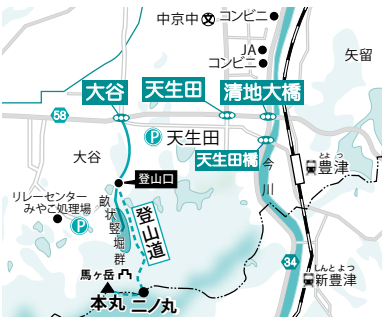 中京中 文 コンビニ
JA
コンビニ
矢留
大谷
天生田
清地大橋
58
P 天生田
天生田橋
今川
とよつ
豊津
大谷
登山口
リレーセンター
みやこ処理場
P
畝状竪堀群
登山道
34
馬ヶ岳
本丸
二ノ丸
しんとよつ
新豊津